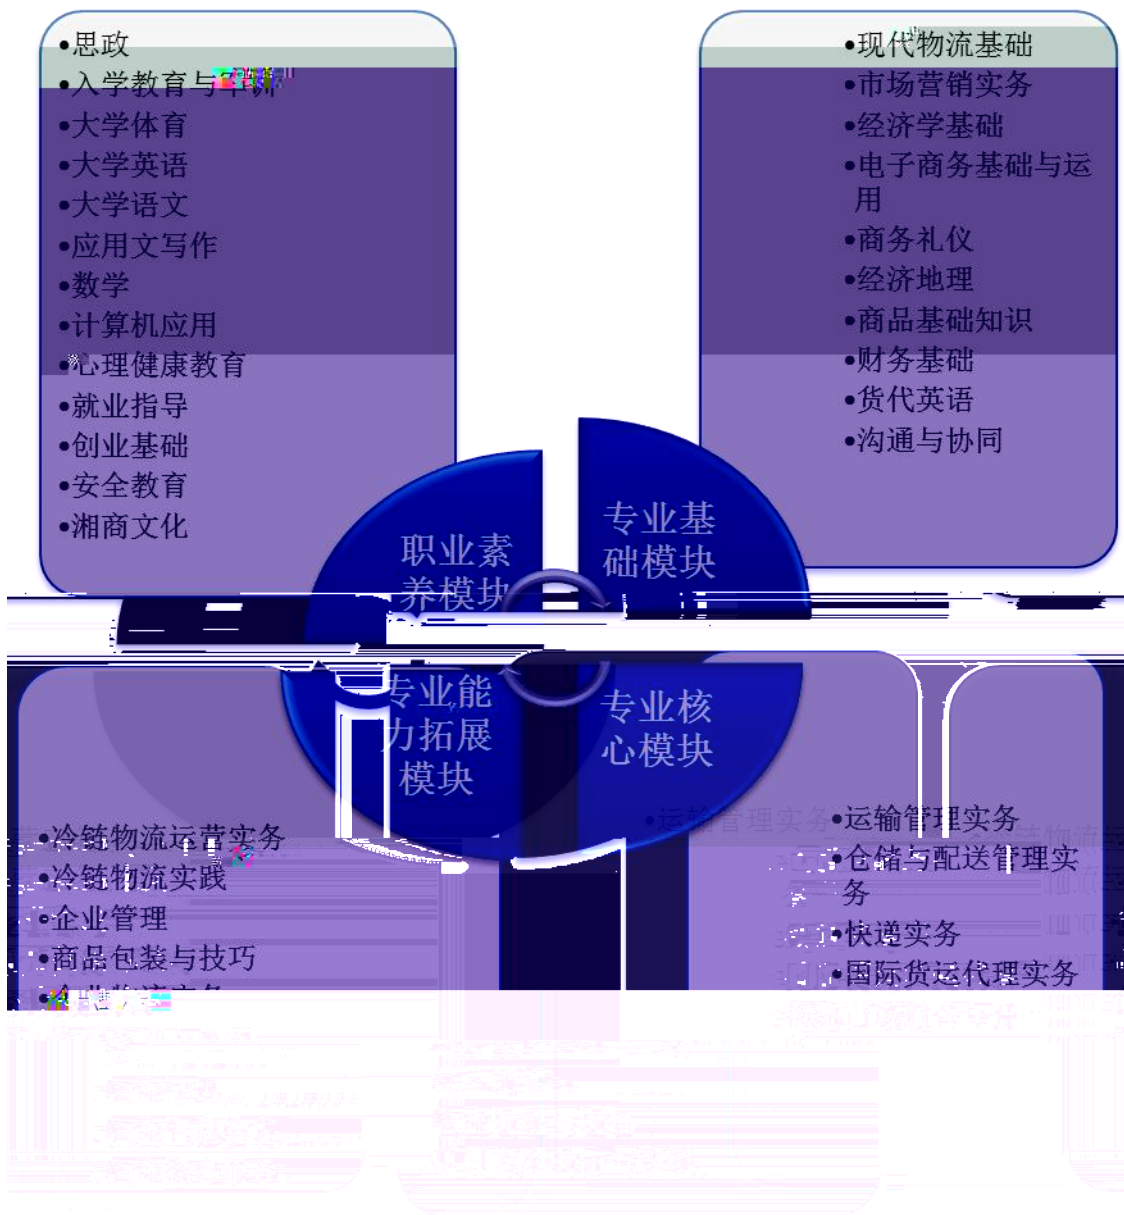 •思政
•入学教育与军训
•大学体育
•大学英语
•大学语文
•应用文写作
•数学
•计算机应用
•心理健康教育
•就业指导
•创业基础
•安全教育
•湘商文化
•现代物流基础
•市场营销实务
•经济学基础
•电子商务基础与运
用
•商务礼仪
•经济地理
•商品基础知识
•财务基础
•货代英语
•沟通与协同
职业素
养模块
专业基
础模块
专业能
力拓展
模块
专业核
心模块
•冷链物流运营实务
•冷链物流实践
•企业管理
•商品包装与技巧
•运输管理实务
•仓储与配送管理实
务
•快递实务
•国际货运代理实务